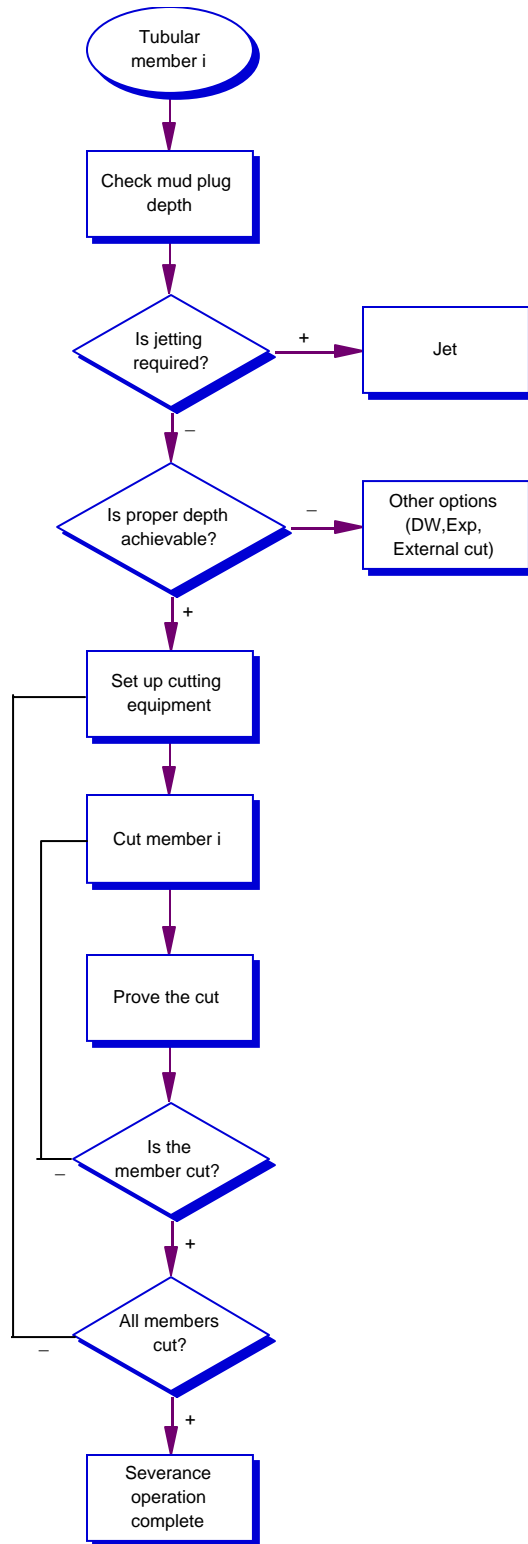 Tubular
member i
Check mud plug
depth
Is jetting
required?
+
Jet
–
Is proper depth
achievable?
–
Other options
(DW,Exp,
External cut)
+
Set up cutting
equipment
Cut member i
Prove the cut
Is the
member cut?
–
+
All members
cut?
–
+
Severance
operation
complete